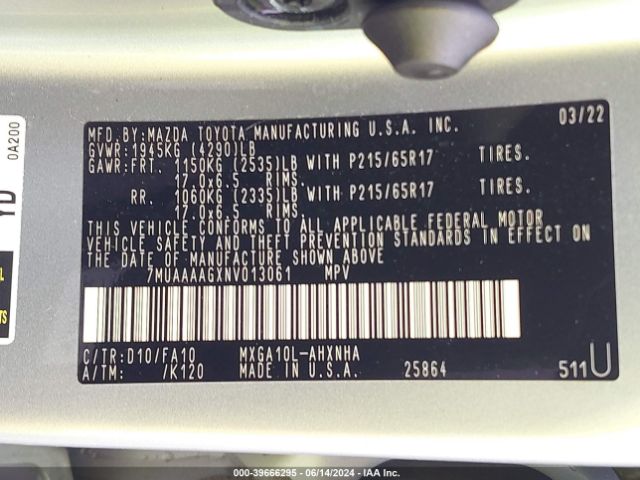 MFD.BY:MAZDA TOYOTA MANUFACTURING U.S.A. INC. 03/22
GVWR:1945KG (4290)LB
GAWR:FRT. 1150KG (2535)LB WITH P215/65R17 TIRES.
17.0x6.5 RIMS.
RR. 1060KG (2335)LB WITH P215/65R17 TIRES.
17.0x6.5 RIMS.
THIS VEHICLE CONFORMS TO ALL APPLICABLE FEDERAL MOTOR
VEHICLE SAFETY AND THEFT PREVENTION STANDARDS IN EFFECT ON
THE DATE OF MANUFACTURE SHOWN ABOVE
7MUAAAAGXNV013061 MPV
C/TR:D10/FA10 MXGA10L-AHXNHA
A/TM: /K120 MADE IN U.S.A. 25864 511U
0A200
YD
000-39666295 - 06/14/2024 - IAAI.COM